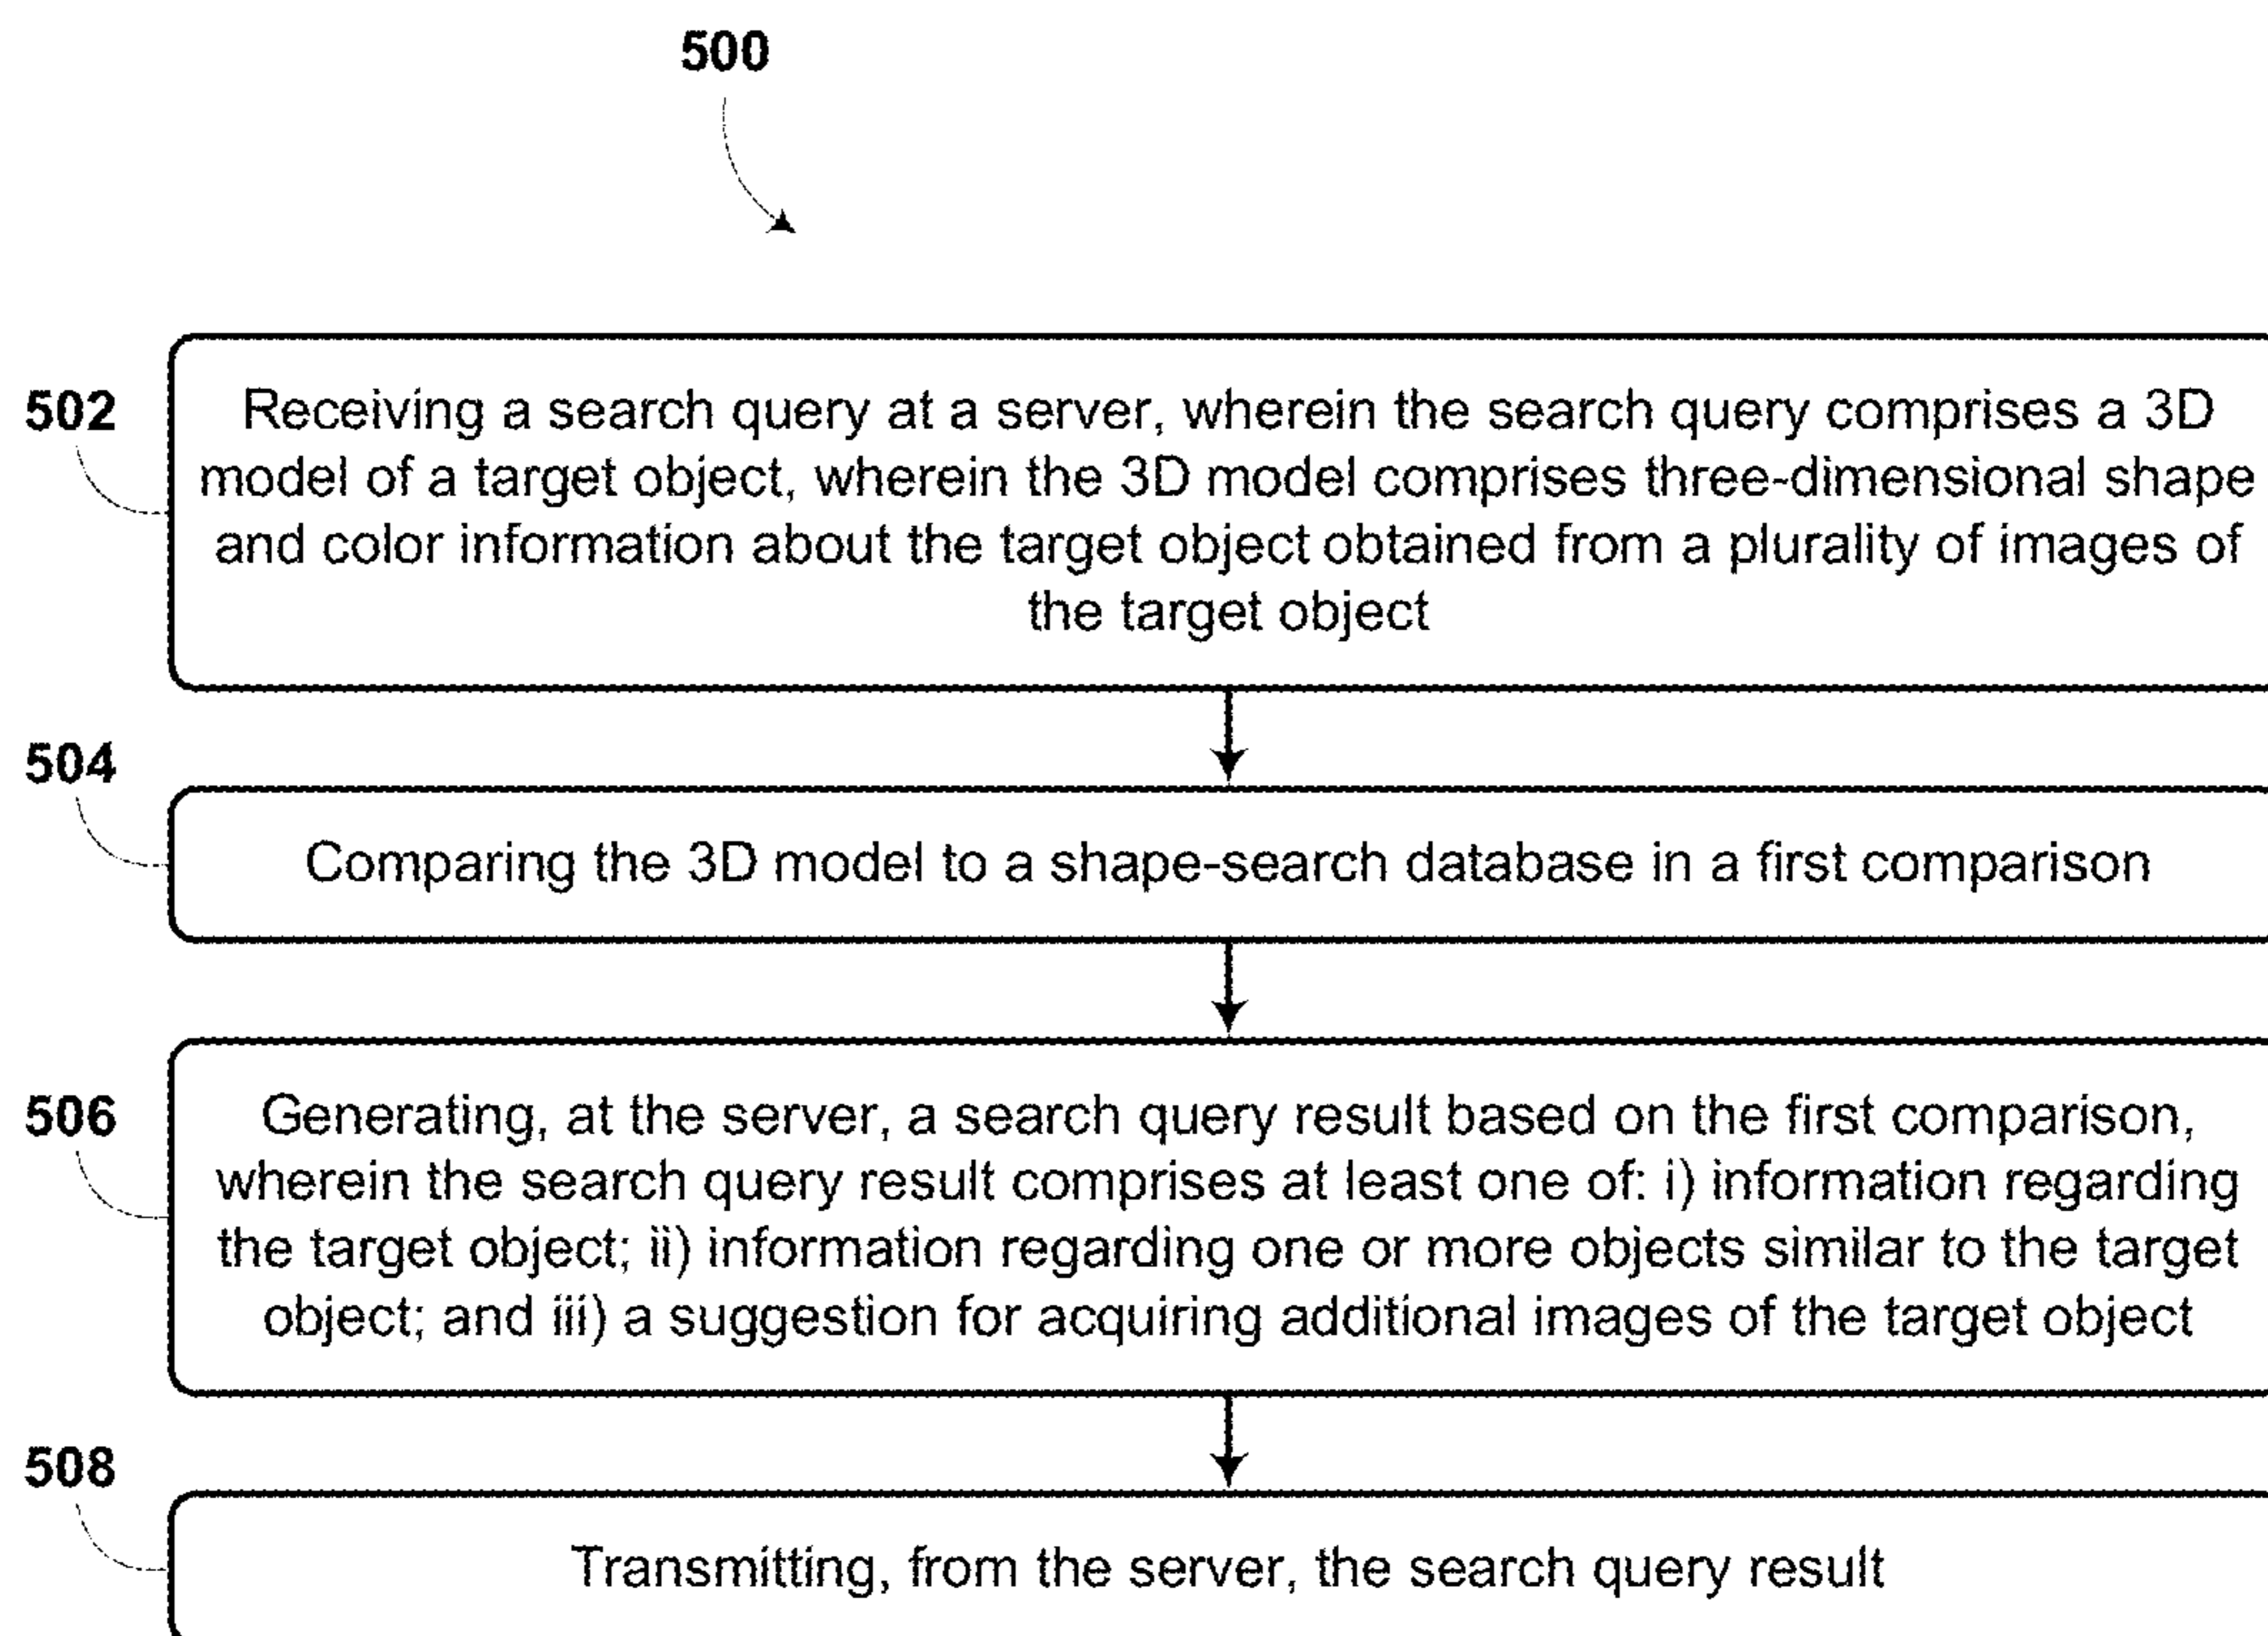 500
502
Receiving a search query at a server, wherein the search query comprises a 3D
model of a target object, wherein the 3D model comprises three-dimensional shape
and color information about the target object obtained from a plurality of images of
the target object
504
Comparing the 3D model to a shape-search database in a first comparison
506
Generating, at the server, a search query result based on the first comparison,
wherein the search query result comprises at least one of: i) information regarding
the target object; ii) information regarding one or more objects similar to the target
object; and iii) a suggestion for acquiring additional images of the target object
508
Transmitting, from the server, the search query result